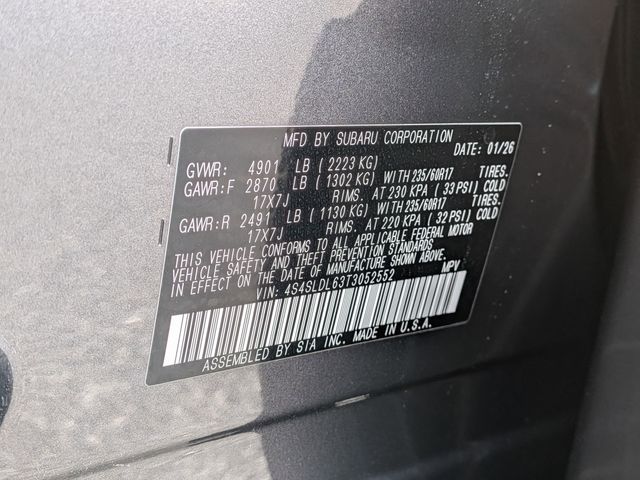 MFD BY SUBARU CORPORATION
DATE: 01/26
GVWR: 4901 LB (2223 KG)
GAWR:F 2870 LB (1302 KG) WITH 235/60R17 TIRES.
17X7J RIMS. AT 230 KPA (33 PSI) COLD
GAWR:R 2491 LB (1130 KG) WITH 235/60R17 TIRES.
17X7J RIMS. AT 220 KPA (32 PSI) COLD
THIS VEHICLE CONFORMS TO ALL APPLICABLE FEDERAL MOTOR
VEHICLE SAFETY AND THEFT PREVENTION STANDARDS
IN EFFECT ON THE DATE OF MANUFACTURE SHOWN ABOVE.
VIN: 4S4SLDL63T3052552 MPV
ASSEMBLED BY SIA INC. MADE IN U.S.A.